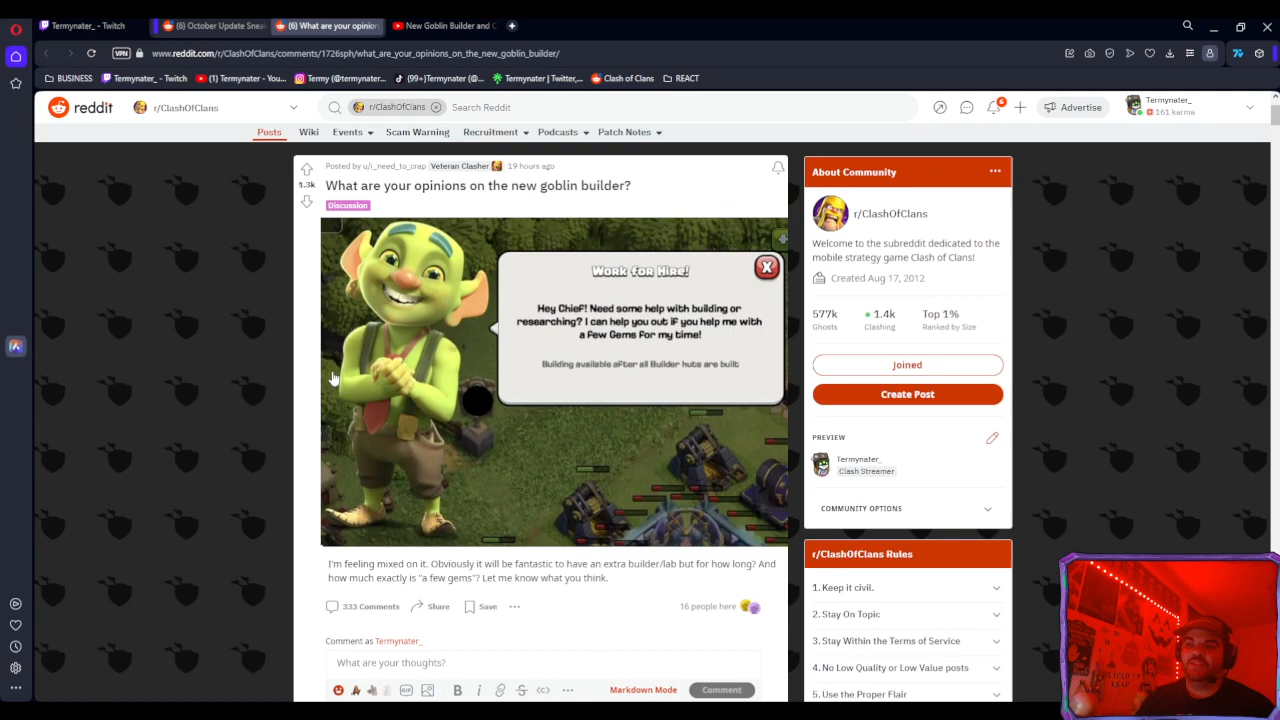 Termynater_ - Twitch
(6) October Update Snea
(6) What are your opinion
New Goblin Builder and C
VPN
www.reddit.com/r/ClashOfClans/comments/1726sph/what_are_your_opinions_on_the_new_goblin_builder/
BUSINESS
Termynater_ - Twitch
(1) Termynater - You...
Termy (@termynater_)...
(99+)Termynater (@...
Termynater | Twitter,...
Clash of Clans
REACT
reddit
r/ClashOfClans
r/ClashOfClans
Search Reddit
6
Advertise
Termynater_
161 karma
Posts
Wiki
Events
Scam Warning
Recruitment
Podcasts
Patch Notes
Posted by u/i_need_to_crap Veteran Clasher 19 hours ago
1.3k
What are your opinions on the new goblin builder?
Discussion
Work for Hire!
X
Hey Chief! Need some help with building or
researching? I can help you out if you help me with
a few Gems for my time!
Building available after all Builder huts are built
I'm feeling mixed on it. Obviously it will be fantastic to have an extra builder/lab but for how long? And
how much exactly is "a few gems"? Let me know what you think.
333 Comments
Share
Save
16 people here
Comment as Termynater_
What are your thoughts?
GIF
B
i
Markdown Mode
Comment
About Community
r/ClashOfClans
Welcome to the subreddit dedicated to the
mobile strategy game Clash of Clans!
Created Aug 17, 2012
577k
Ghosts
1.4k
Clashing
Top 1%
Ranked by Size
Joined
Create Post
PREVIEW
Termynater_
Clash Streamer
COMMUNITY OPTIONS
r/ClashOfClans Rules
1. Keep it civil.
2. Stay On Topic
3. Stay Within the Terms of Service
4. No Low Quality or Low Value posts
5. Use the Proper Flair